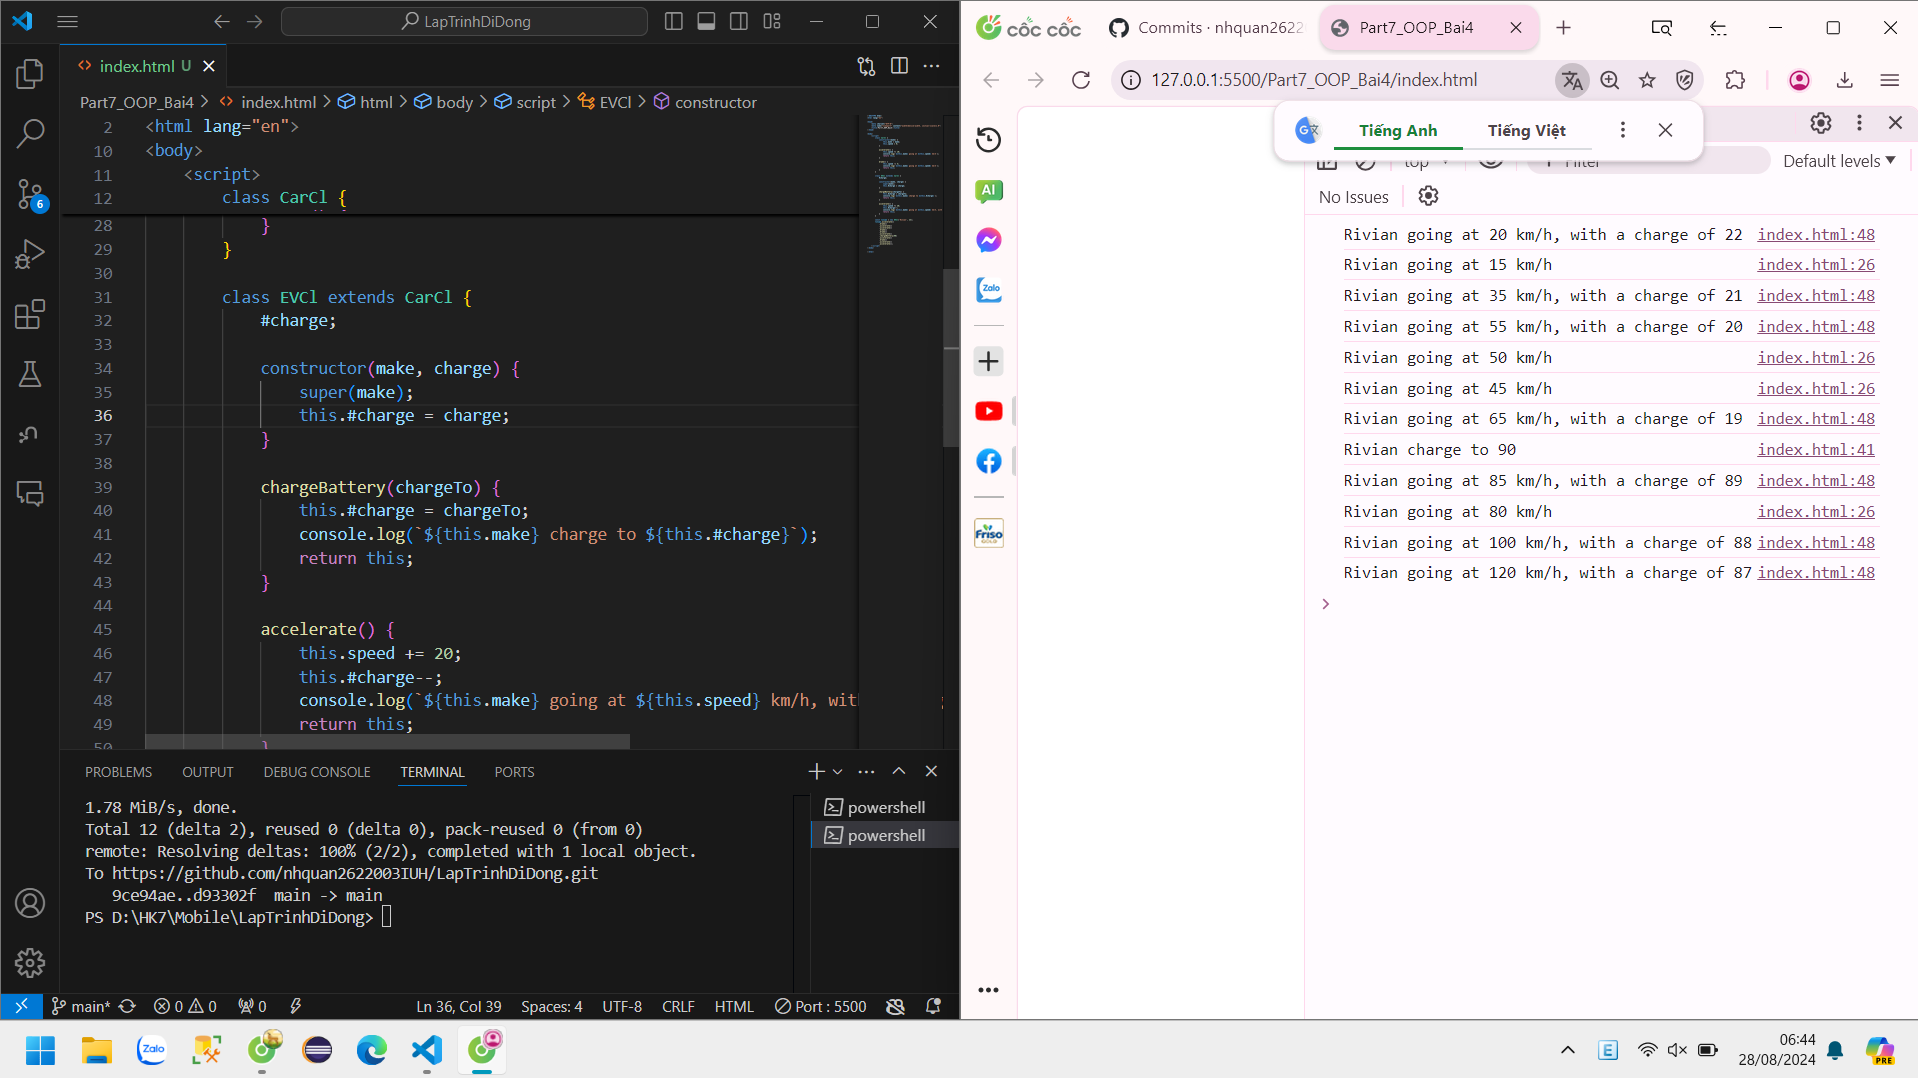 LapTrinhDiDong
index.html U
Part7_OOP_Bai4 > index.html > html > body > script > EVCl > constructor
2 <html lang="en">
10 <body>
11 <script>
12 class CarCl {
28 }
29 }
30
31 class EVCl extends CarCl {
32 #charge;
33
34 constructor(make, charge) {
35 super(make);
36 this.#charge = charge;
37 }
38
39 chargeBattery(chargeTo) {
40 this.#charge = chargeTo;
41 console.log(`${this.make} charge to ${this.#charge}`);
42 return this;
43 }
44
45 accelerate() {
46 this.speed += 20;
47 this.#charge--;
48 console.log(`${this.make} going at ${this.speed} km/h, wit
49 return this;
50 }
6
PROBLEMS OUTPUT DEBUG CONSOLE TERMINAL PORTS
1.78 MiB/s, done.
Total 12 (delta 2), reused 0 (delta 0), pack-reused 0 (from 0)
remote: Resolving deltas: 100% (2/2), completed with 1 local object.
To https://github.com/nhquan2622003IUH/LapTrinhDiDong.git
9ce94ae..d93302f main -> main
PS D:\HK7\Mobile\LapTrinhDiDong>
powershell
powershell
main* 0 0 0 Ln 36, Col 39 Spaces: 4 UTF-8 CRLF HTML Port : 5500
cốc cốc
Commits · nhquan2622
Part7_OOP_Bai4
127.0.0.1:5500/Part7_OOP_Bai4/index.html
Tiếng Anh Tiếng Việt
top Filter Default levels
No Issues
Rivian going at 20 km/h, with a charge of 22 index.html:48
Rivian going at 15 km/h index.html:26
Rivian going at 35 km/h, with a charge of 21 index.html:48
Rivian going at 55 km/h, with a charge of 20 index.html:48
Rivian going at 50 km/h index.html:26
Rivian going at 45 km/h index.html:26
Rivian going at 65 km/h, with a charge of 19 index.html:48
Rivian charge to 90 index.html:41
Rivian going at 85 km/h, with a charge of 89 index.html:48
Rivian going at 80 km/h index.html:26
Rivian going at 100 km/h, with a charge of 88 index.html:48
Rivian going at 120 km/h, with a charge of 87 index.html:48
AI
Zalo
Friso
GOLD
Zalo
E
06:44
28/08/2024
PRE